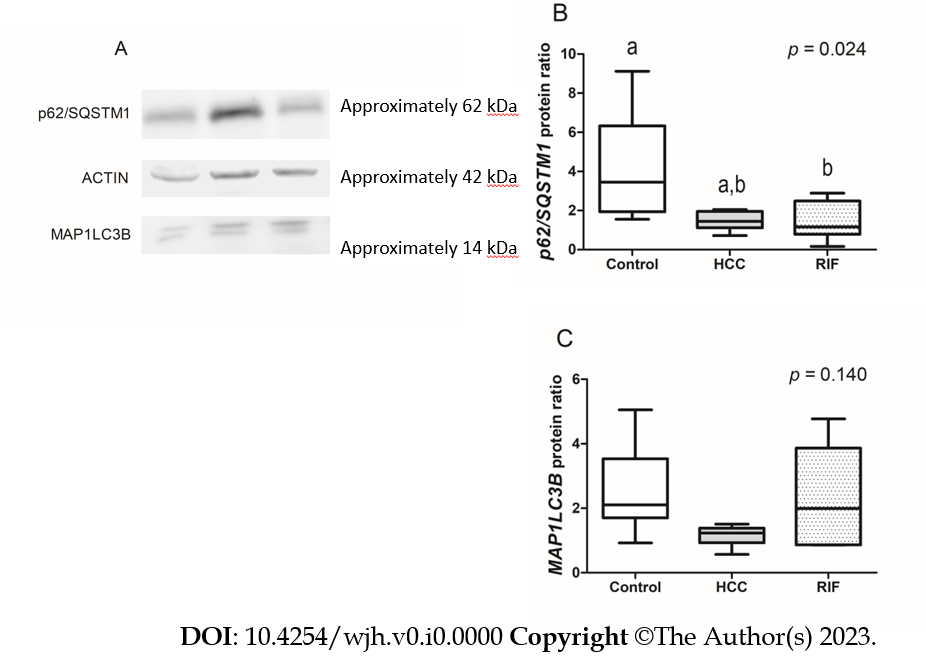 A
p62/SQSTM1
Approximately 62 kDa
ACTIN
Approximately 42 kDa
MAP1LC3B
Approximately 14 kDa
B
p62/SQSTM1 protein ratio
p = 0.024
10
8
6
4
2
0
a
a,b
b
Control HCC RIF
C
MAP1LC3B protein ratio
p = 0.140
6
4
2
0
Control HCC RIF
DOI: 10.4254/wjh.v0.i0.0000 Copyright ©The Author(s) 2023.